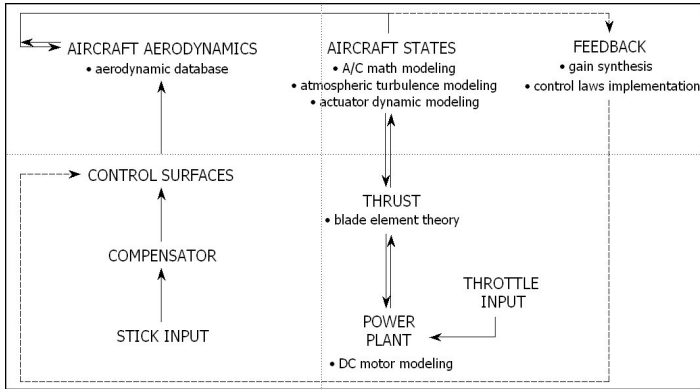 AIRCRAFT AERODYNAMICS
• aerodynamic database
AIRCRAFT STATES
• A/C math modeling
• atmospheric turbulence modeling
• actuator dynamic modeling
FEEDBACK
• gain synthesis
• control laws implementation
CONTROL SURFACES
THRUST
• blade element theory
COMPENSATOR
THROTTLE
INPUT
STICK INPUT
POWER
PLANT
• DC motor modeling